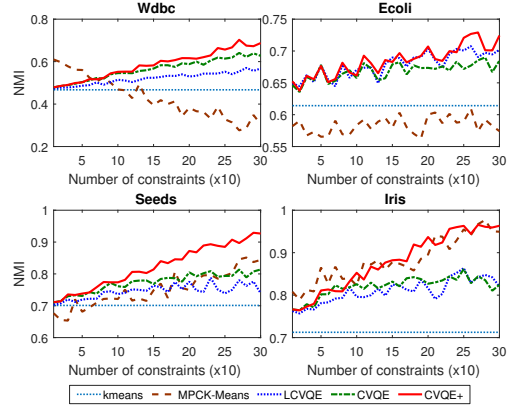 Wdbc
Ecoli
NMI
0.8
0.6
0.4
0.2
5 10 15 20 25 30
Number of constraints (x10)
0.75
0.7
0.65
0.6
0.55
5 10 15 20 25 30
Number of constraints (x10)
Seeds
Iris
NMI
1
0.9
0.8
0.7
0.6
5 10 15 20 25 30
Number of constraints (x10)
1
0.9
0.8
0.7
5 10 15 20 25 30
Number of constraints (x10)
kmeans MPCK-Means LCVQE CVQE CVQE+